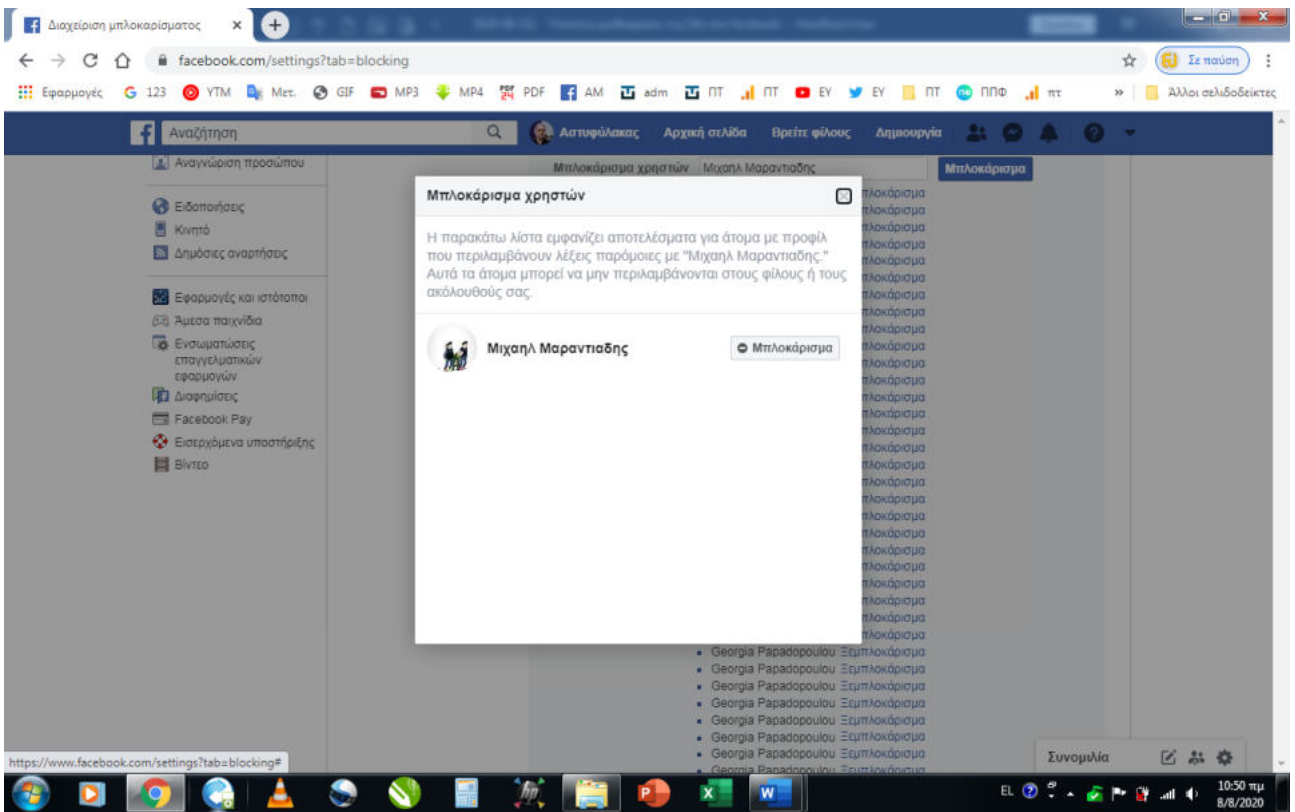 Διαχείριση μπλοκαρίσματος
facebook.com/settings?tab=blocking
Σε παύση
Εφαρμογές 123 YTM Μετ. GIF MP3 MP4 PDF AM adm ΠΤ ΠΤ EY EY ΠΤ ΠΠΦ πτ » Άλλοι σελιδοδείκτες
Αναζήτηση
Αστυφύλακας Αρχική σελίδα Βρείτε φίλους Δημιουργία
Αναγνώριση προσώπου
Μπλοκάρισμα χρηστών Μιχαηλ Μαραντιαδης Μπλοκάρισμα
Ειδοποιήσεις
Κινητό
Δημόσιες αναρτήσεις
Εφαρμογές και ιστότοποι
Άμεσα παιχνίδια
Ενσωματώσεις
επαγγελματικών
εφαρμογών
Διαφημίσεις
Facebook Pay
Εισερχόμενα υποστήριξης
Βίντεο
Μπλοκάρισμα χρηστών
Η παρακάτω λίστα εμφανίζει αποτελέσματα για άτομα με προφίλ
που περιλαμβάνουν λέξεις παρόμοιες με "Μιχαηλ Μαραντιαδης."
Αυτά τα άτομα μπορεί να μην περιλαμβάνονται στους φίλους ή τους
ακόλουθούς σας.
Μιχαηλ Μαραντιαδης Μπλοκάρισμα
Georgia Papadopoulou Ξεμπλοκάρισμα
Georgia Papadopoulou Ξεμπλοκάρισμα
Georgia Papadopoulou Ξεμπλοκάρισμα
Georgia Papadopoulou Ξεμπλοκάρισμα
Georgia Papadopoulou Ξεμπλοκάρισμα
Georgia Papadopoulou Ξεμπλοκάρισμα
Georgia Papadopoulou Ξεμπλοκάρισμα
Georgia Papadopoulou Ξεμπλοκάρισμα
Συνομιλία
https://www.facebook.com/settings?tab=blocking#
EL
10:50 πμ
8/8/2020